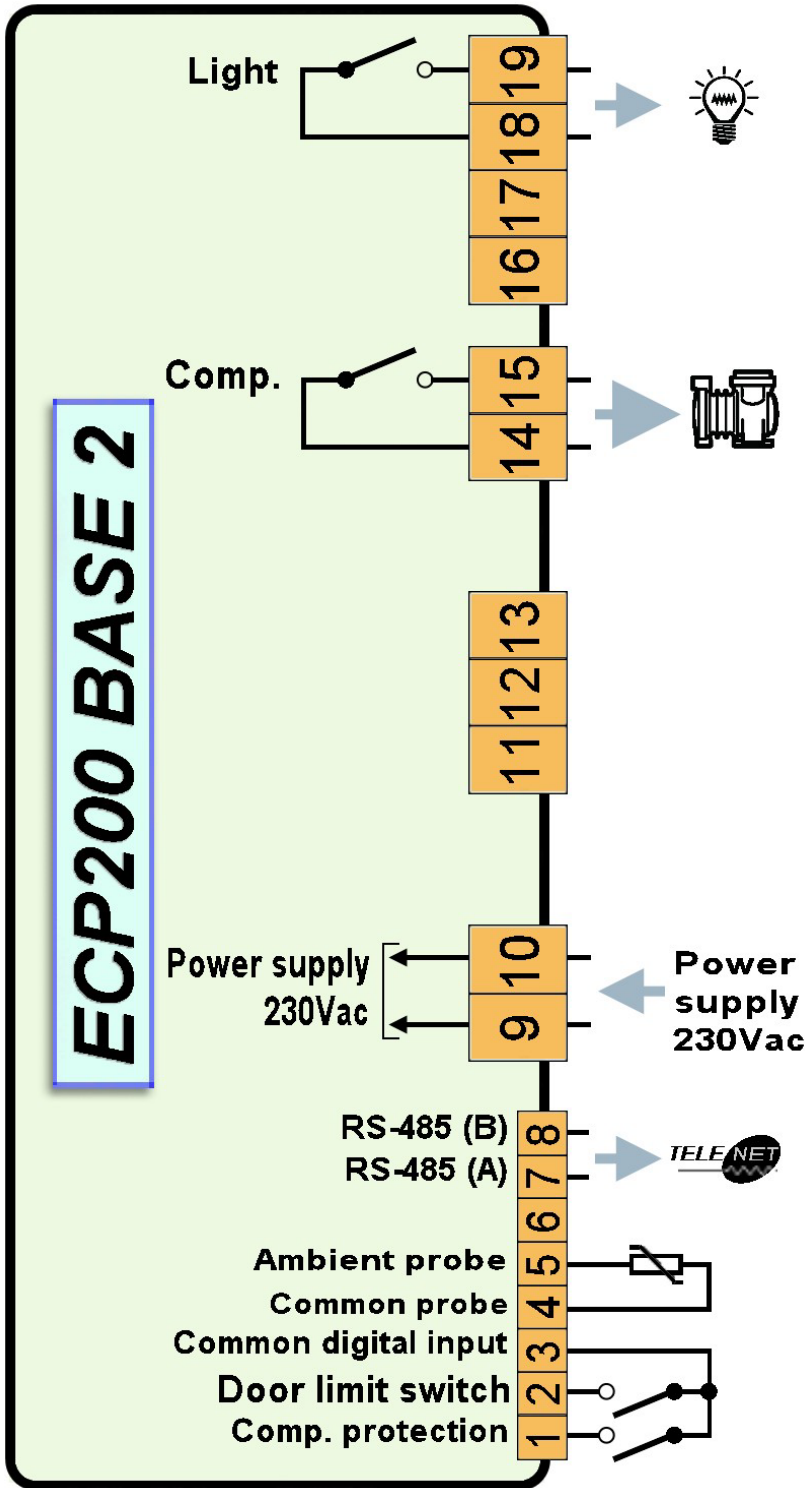 Light
19
18
17
16
Comp.
15
14
ECP200 BASE 2
13
12
11
Power supply
230Vac
10
9
Power
supply
230Vac
RS-485 (B)
8
RS-485 (A)
7
TELE NET
6
Ambient probe
5
Common probe
4
Common digital input
3
Door limit switch
2
Comp. protection
1